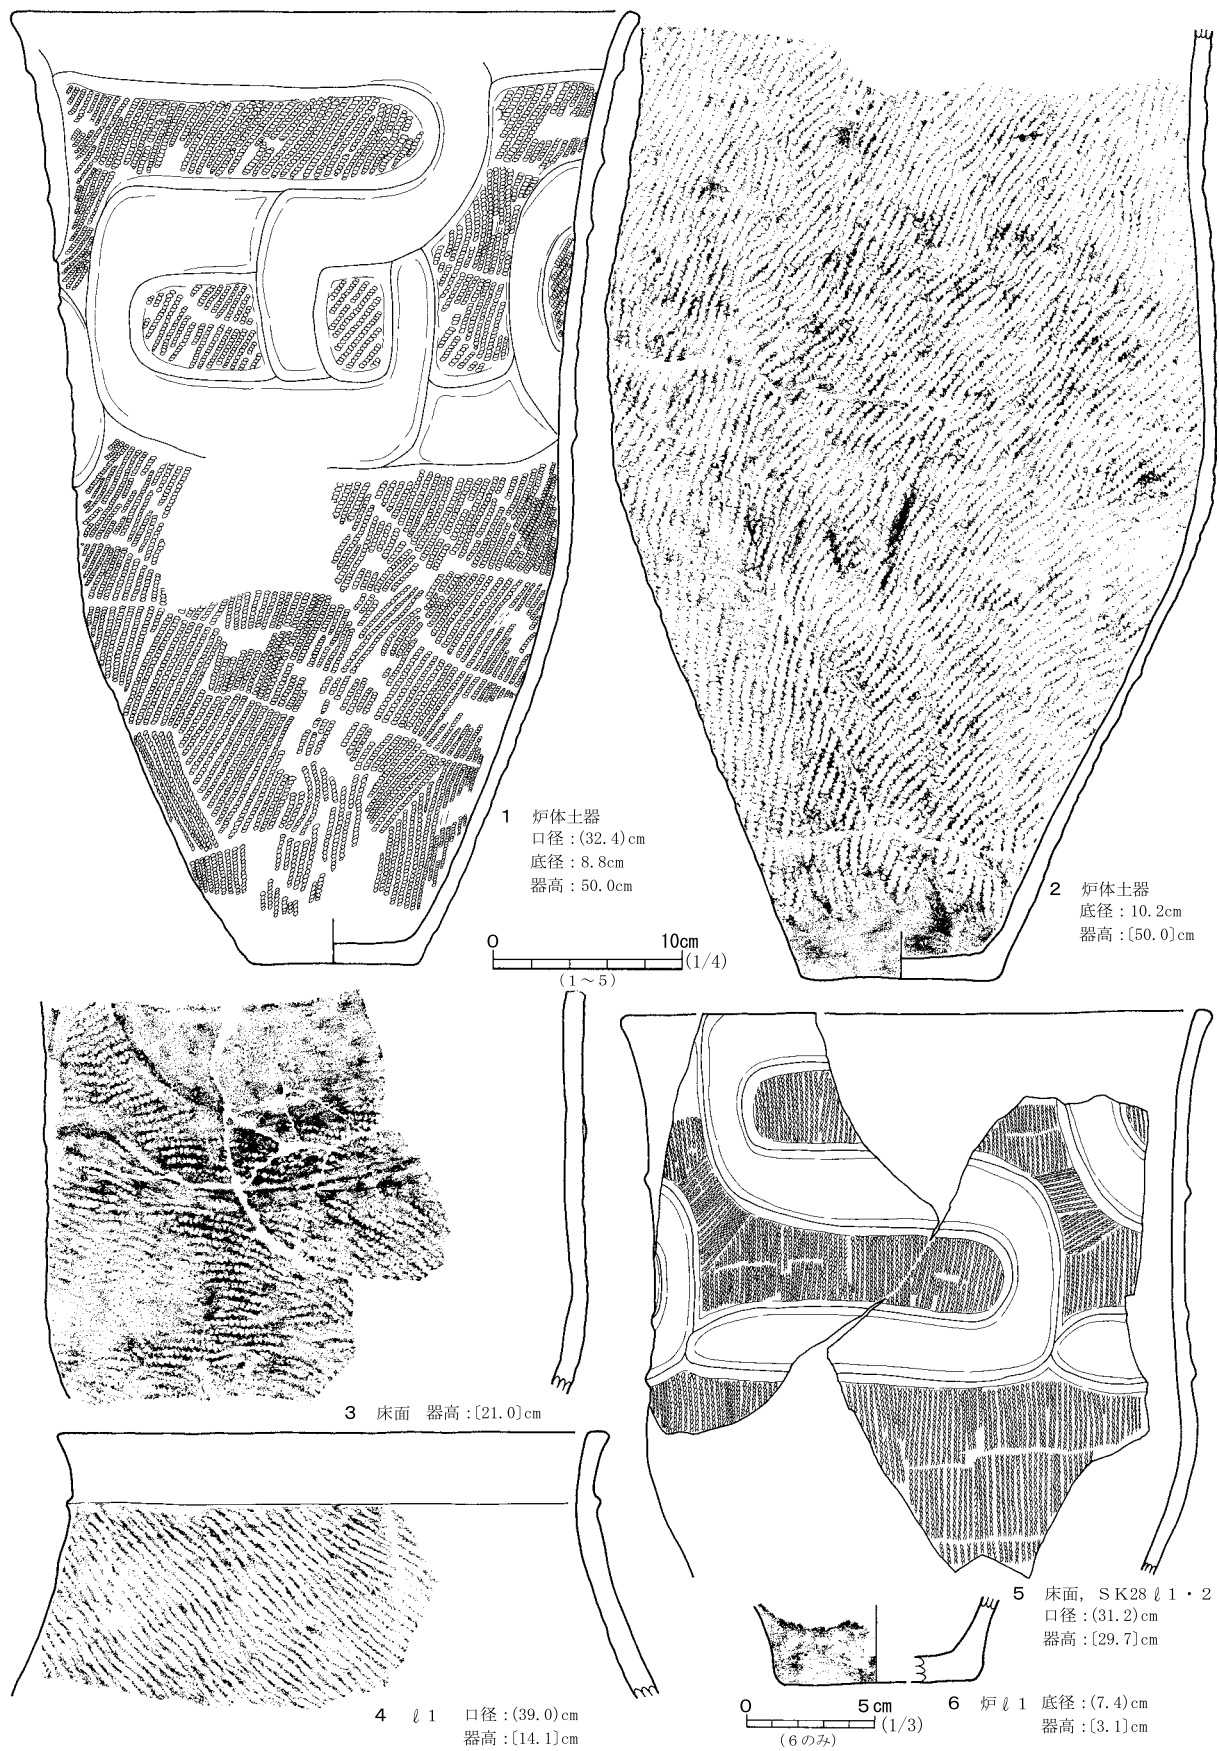 1 炉体土器
口径：(32.4)cm
底径：8.8cm
器高：50.0cm
0 10cm
(1/4)
(1～5)
2 炉体土器
底径：10.2cm
器高：〔50.0〕cm
3 床面 器高：〔21.0〕cm
4 ℓ1 口径：(39.0)cm
器高：〔14.1〕cm
5 床面，ＳＫ28 ℓ1・2
口径：(31.2)cm
器高：〔29.7〕cm
0 5cm
(1/3)
(6のみ)
6 炉ℓ1 底径：(7.4)cm
器高：〔3.1〕cm